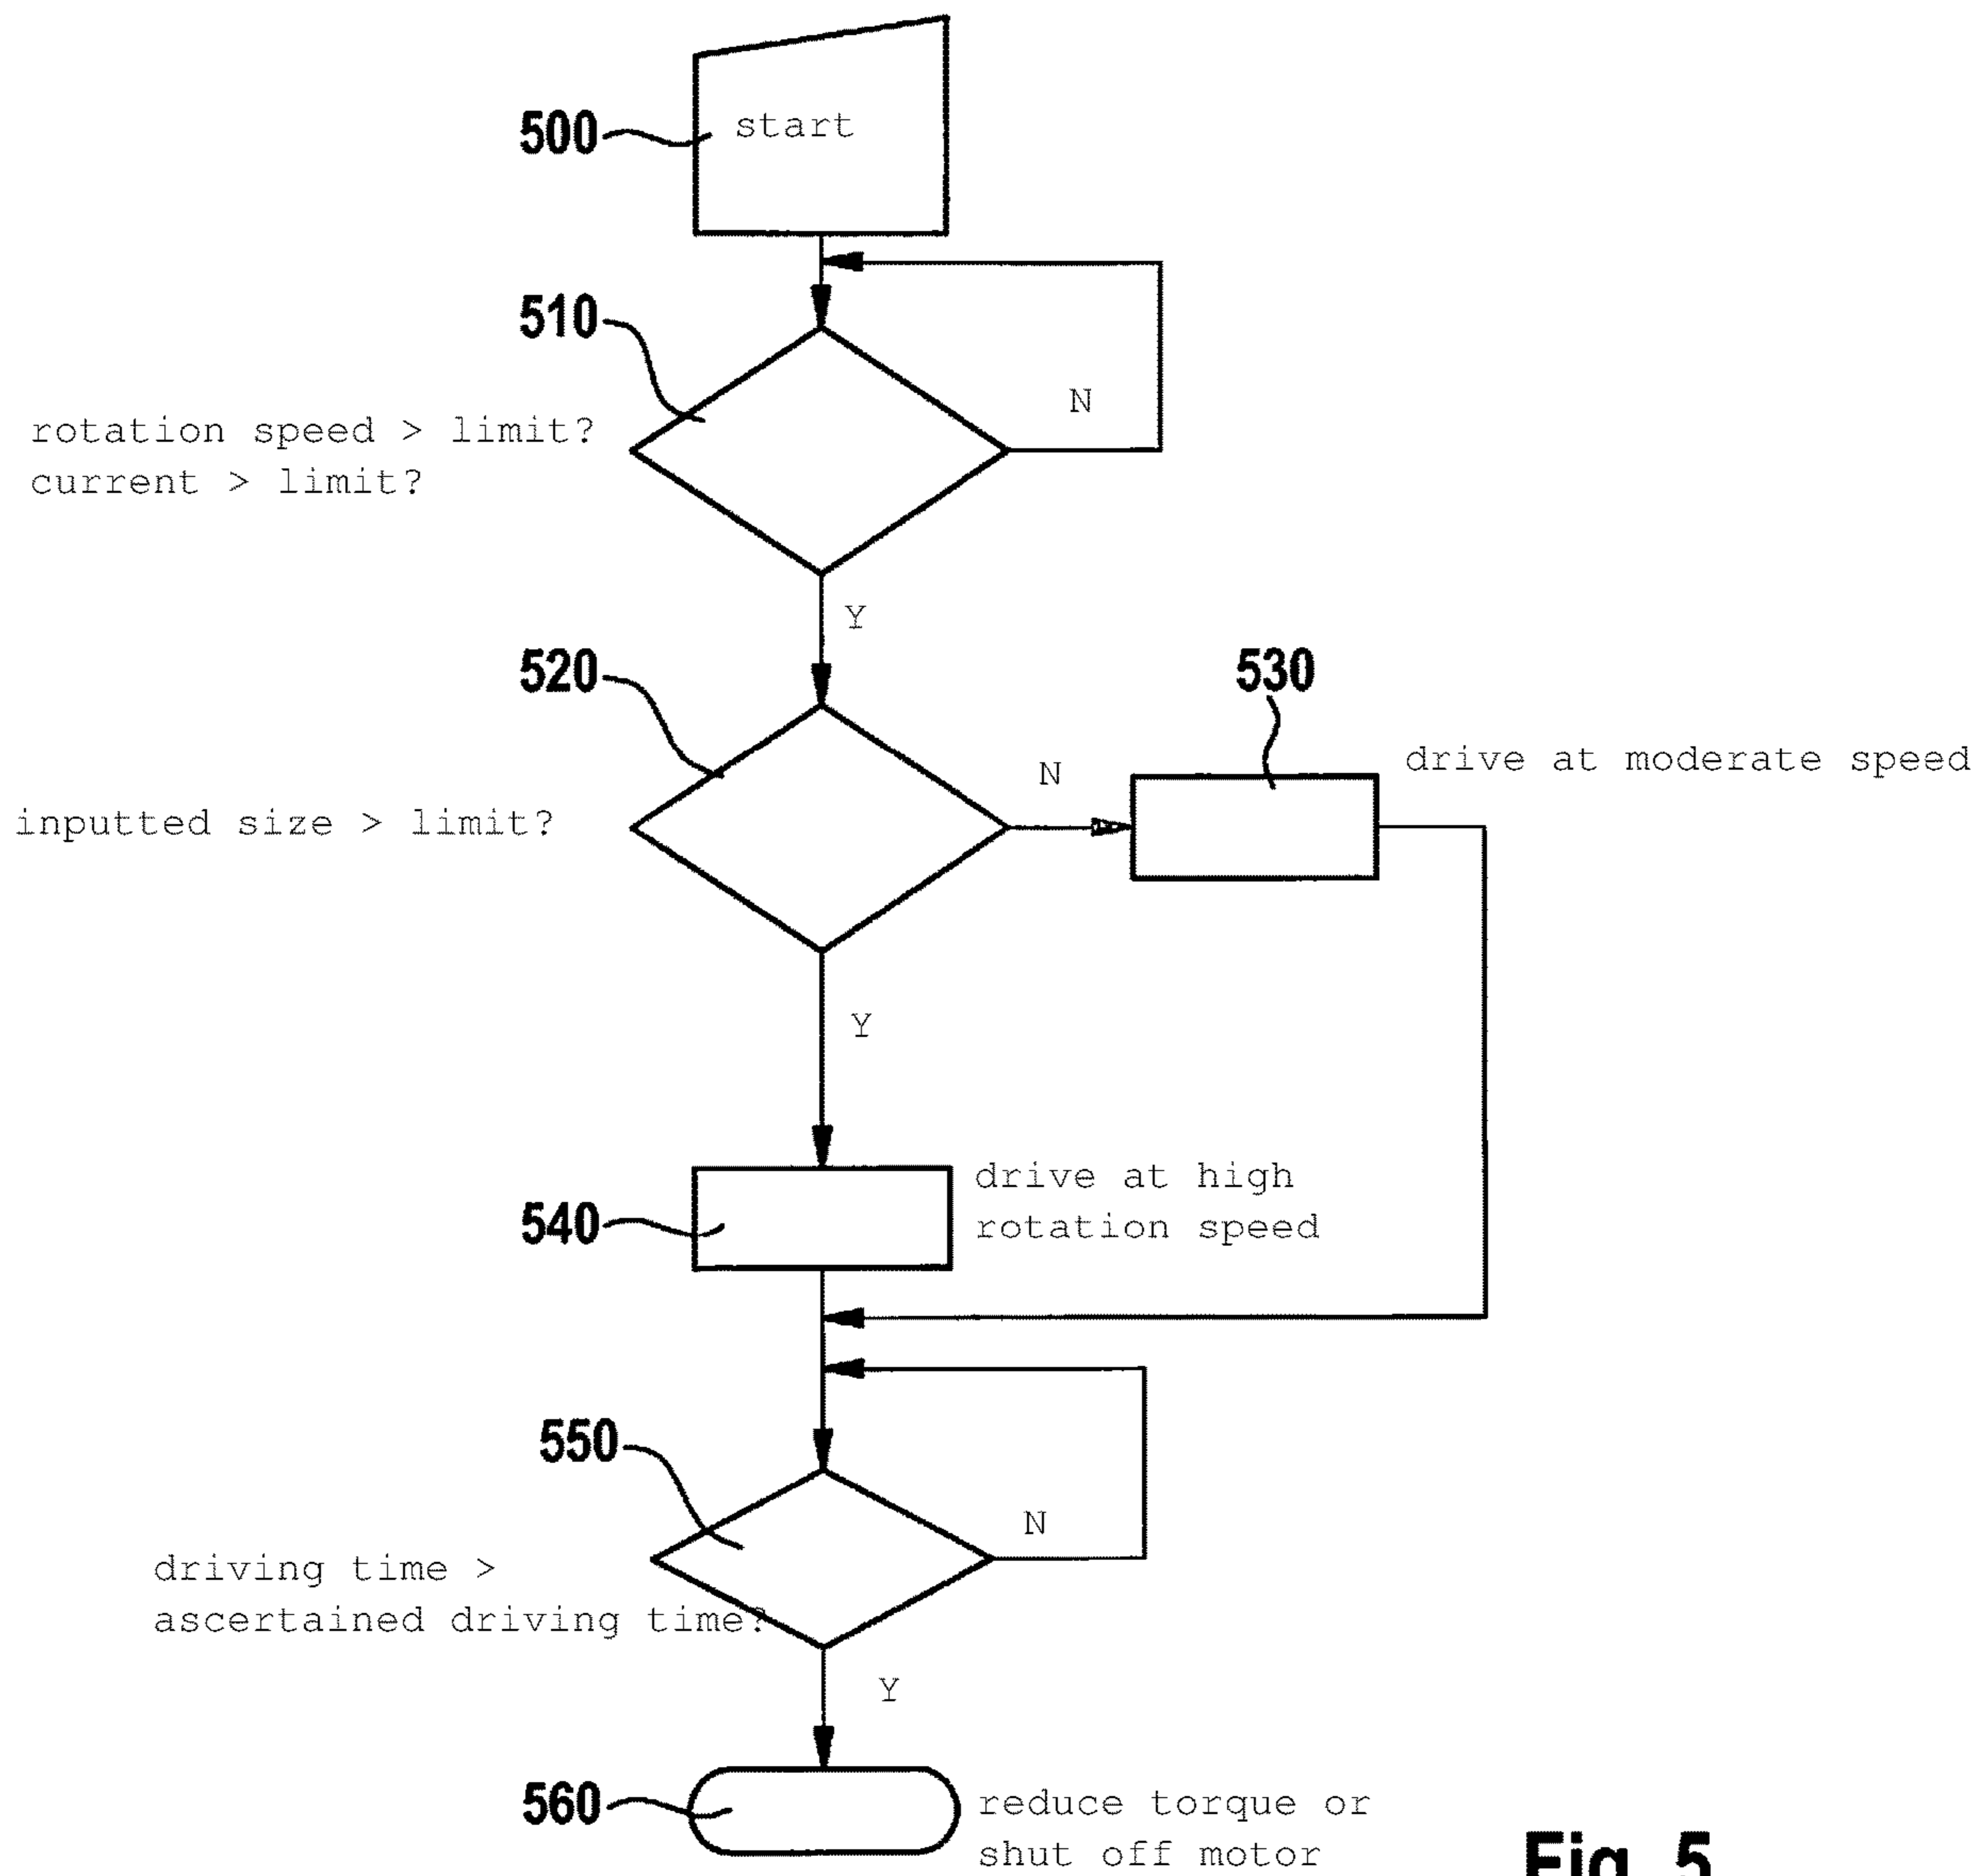 500
start
510
N
rotation speed > limit?
current > limit?
Y
520
530
drive at moderate speed
N
inputted size > limit?
Y
drive at high
rotation speed
540
550
N
driving time >
ascertained driving time?
Y
560
reduce torque or
shut off motor
Fig. 5